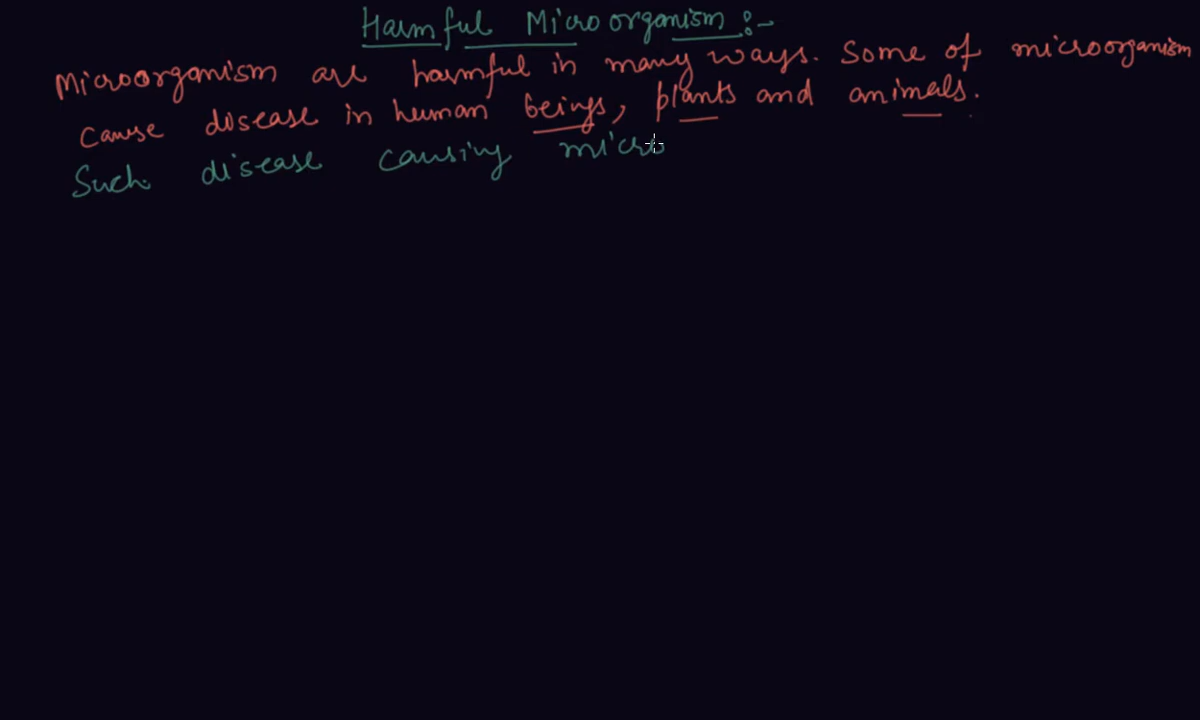 Harmful Microorganism :-
Microorganism are harmful in many ways. Some of microorganism
cause disease in human beings, plants and animals.
Such disease causing micro